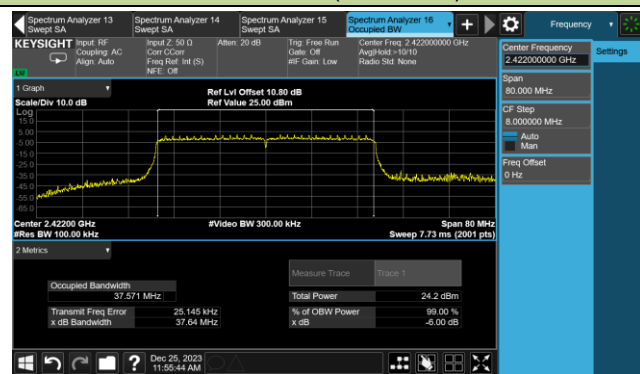 Spectrum Analyzer 13
Swept SA
Spectrum Analyzer 14
Swept SA
Spectrum Analyzer 15
Swept SA
Spectrum Analyzer 16
Occupied BW
Frequency
KEYSIGHT
Input: RF
Coupling: AC
Align: Auto
Input Z: 50 Ω
Corr CCorr
Freq Ref: Int (S)
NFE: Off
Atten: 20 dB
Trig: Free Run
Gate: Off
#IF Gain: Low
Center Freq: 2.422000000 GHz
Avg|Hold:>10/10
Radio Std: None
Center Frequency
2.422000000 GHz
Settings
Span
80.000 MHz
CF Step
8.000000 MHz
Auto
Man
Freq Offset
0 Hz
1 Graph
Scale/Div 10.0 dB
Ref Lvl Offset 10.80 dB
Ref Value 25.00 dBm
Log
15.0
5.00
-5.00
-15.0
-25.0
-35.0
-45.0
-55.0
-65.0
Center 2.42200 GHz
#Video BW 300.00 kHz
Span 80 MHz
#Res BW 100.00 kHz
Sweep 7.73 ms (2001 pts)
2 Metrics
Measure Trace
Trace 1
Occupied Bandwidth
37.571 MHz
Total Power
24.2 dBm
Transmit Freq Error
25.145 kHz
% of OBW Power
99.00 %
x dB Bandwidth
37.64 MHz
x dB
-6.00 dB
?
Dec 25, 2023
11:55:44 AM